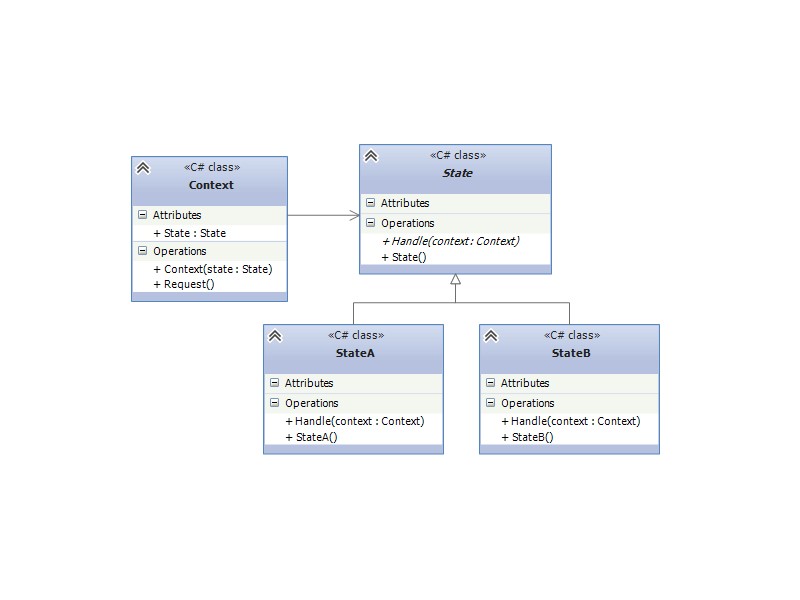 «C# class»
Context
Attributes
+ State : State
Operations
+ Context(state : State)
+ Request()
«C# class»
State
Attributes
Operations
+ Handle(context : Context)
+ State()
«C# class»
StateA
Attributes
Operations
+ Handle(context : Context)
+ StateA()
«C# class»
StateB
Attributes
Operations
+ Handle(context : Context)
+ StateB()